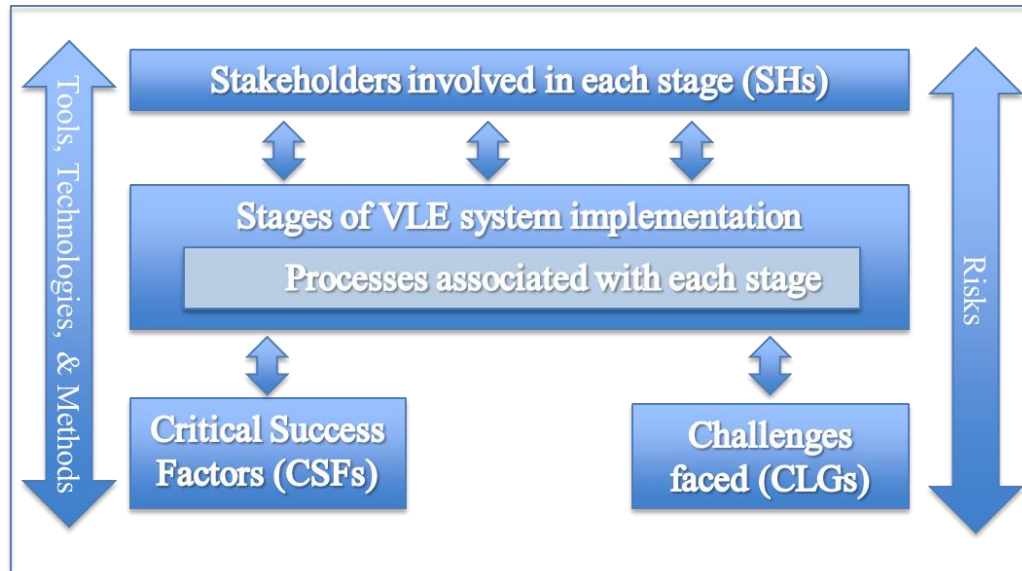 Stakeholders involved in each stage (SHs)
Tools, Technologies, & Methods
Stages of VLE system implementation
Processes associated with each stage
Risks
Critical Success
Factors (CSFs)
Challenges
faced (CLGs)